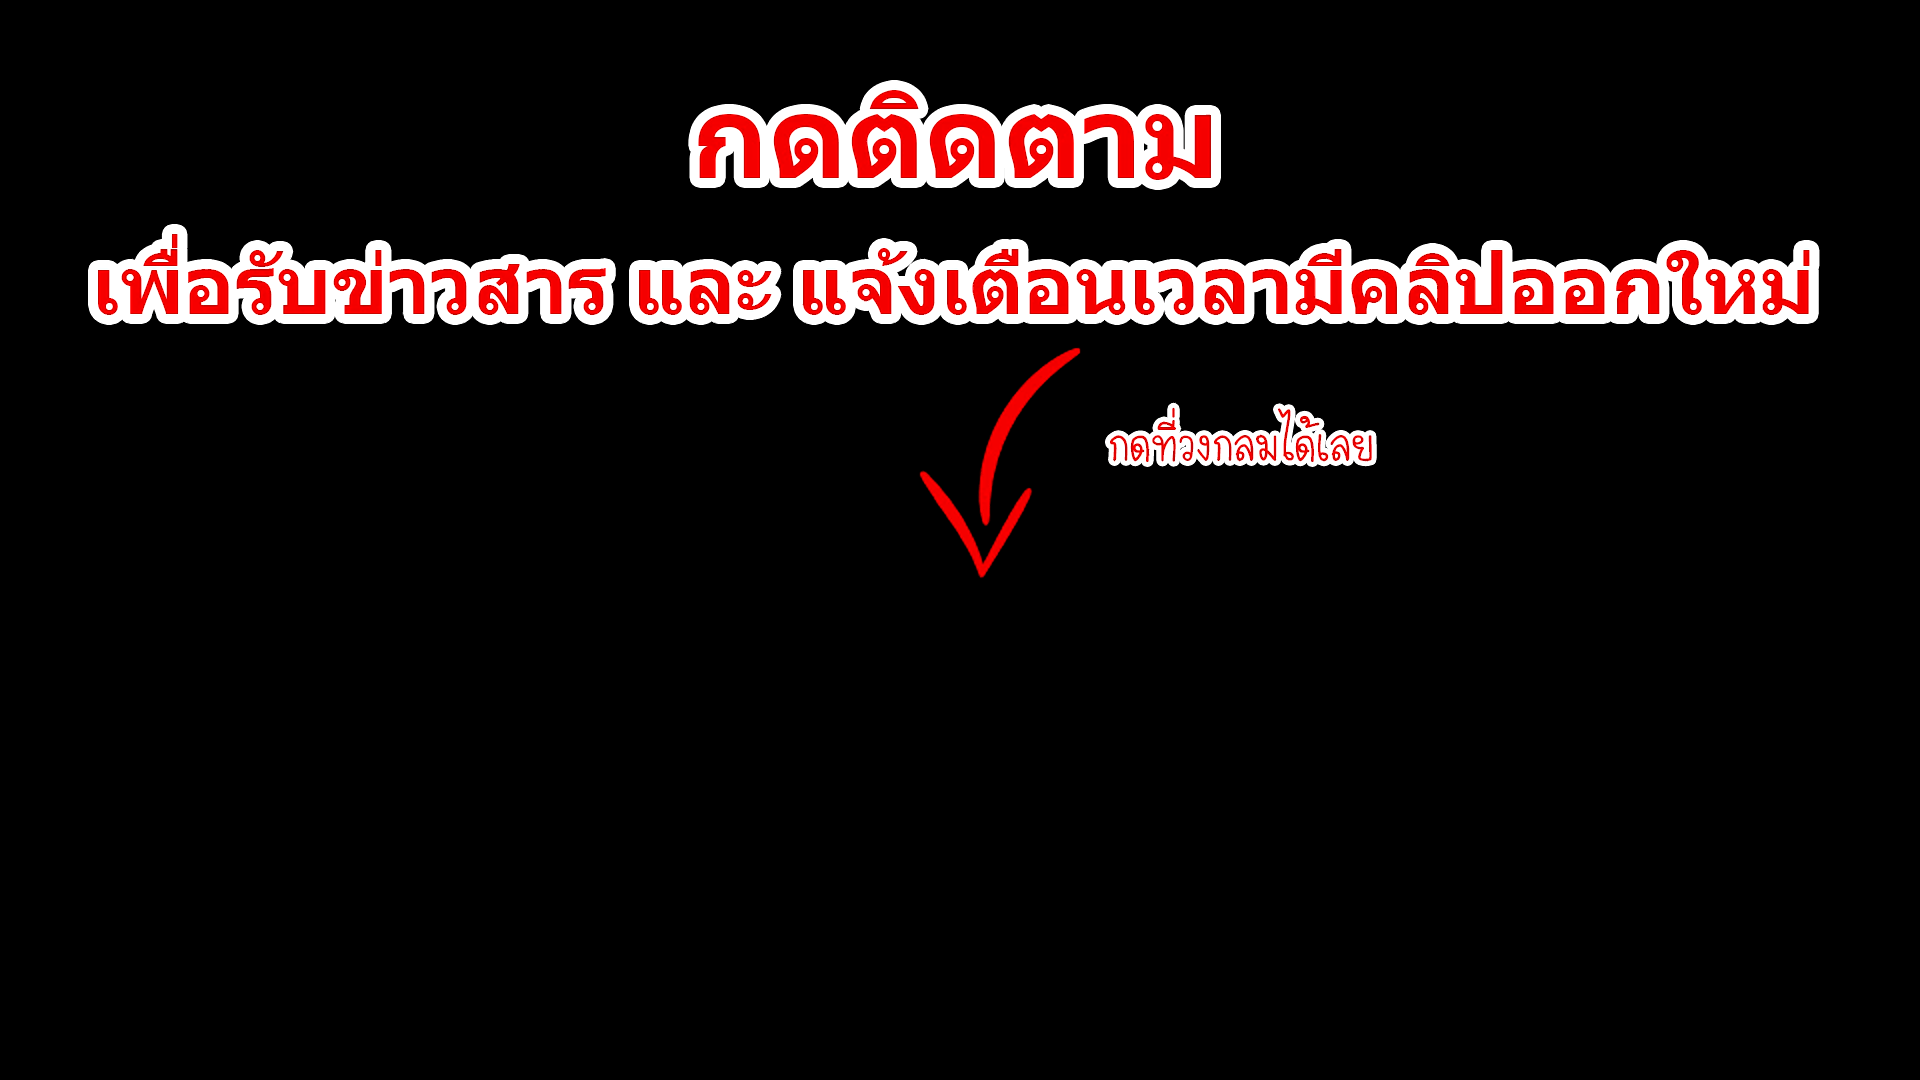 กดติดตาม
เพื่อรับข่าวสาร และ แจ้งเตือนเวลามีคลิปออกใหม่
กดที่วงกลมได้เลย